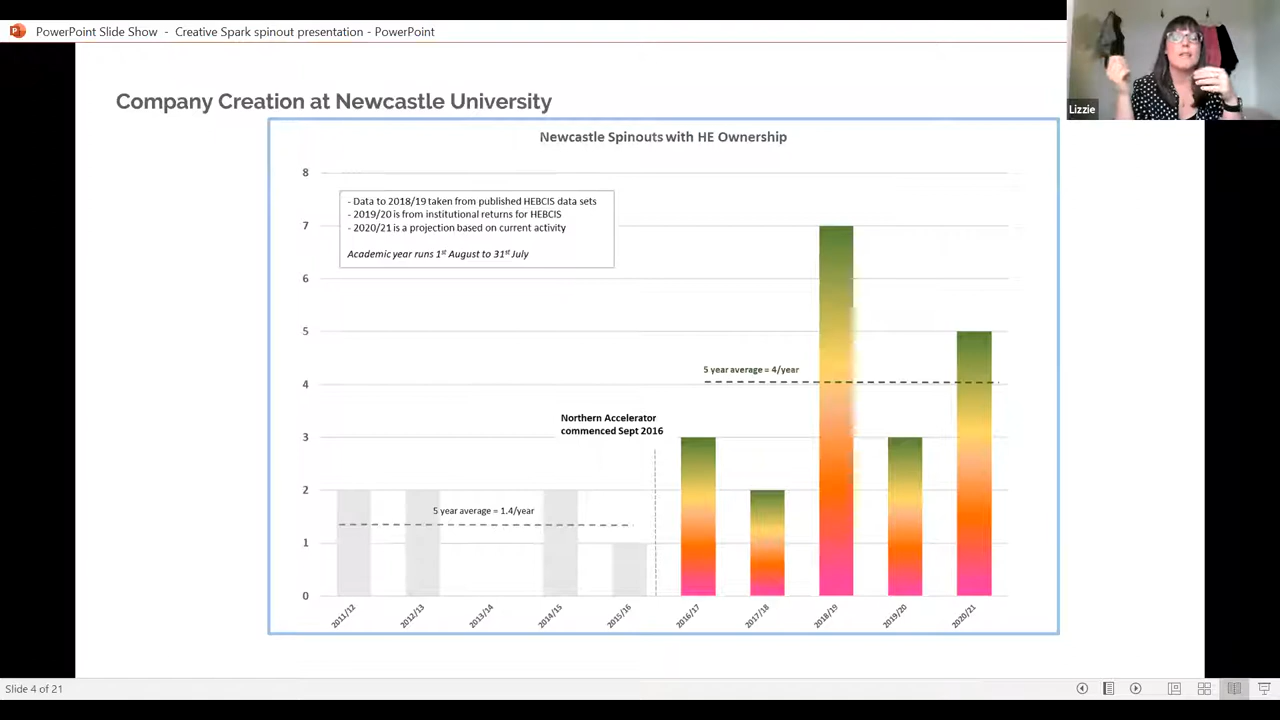 PowerPoint Slide Show - Creative Spark spinout presentation - PowerPoint
Lizzie
Company Creation at Newcastle University
Newcastle Spinouts with HE Ownership
8
7
6
5
4
3
2
1
0
- Data to 2018/19 taken from published HEBCIS data sets
- 2019/20 is from institutional returns for HEBCIS
- 2020/21 is a projection based on current activity
Academic year runs 1st August to 31st July
5 year average = 4/year
Northern Accelerator
commenced Sept 2016
5 year average = 1.4/year
2011/12
2012/13
2013/14
2014/15
2015/16
2016/17
2017/18
2018/19
2019/20
2020/21
Slide 4 of 21